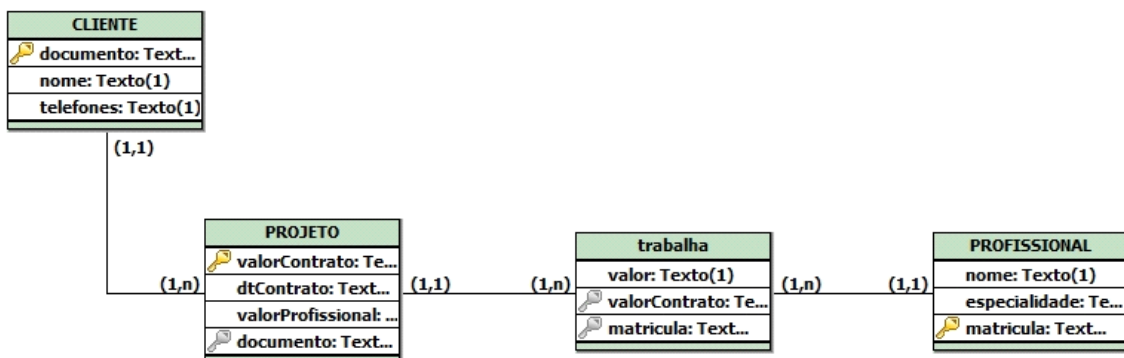 CLIENTE
documento: Text...
nome: Texto(1)
telefones: Texto(1)
(1,1)
PROJETO
valorContrato: Te...
dtContrato: Text...
valorProfissional: ...
documento: Text...
(1,n)
(1,1)
(1,n)
trabalha
valor: Texto(1)
valorContrato: Te...
matricula: Text...
(1,n)
(1,1)
PROFISSIONAL
nome: Texto(1)
especialidade: Te...
matricula: Text...